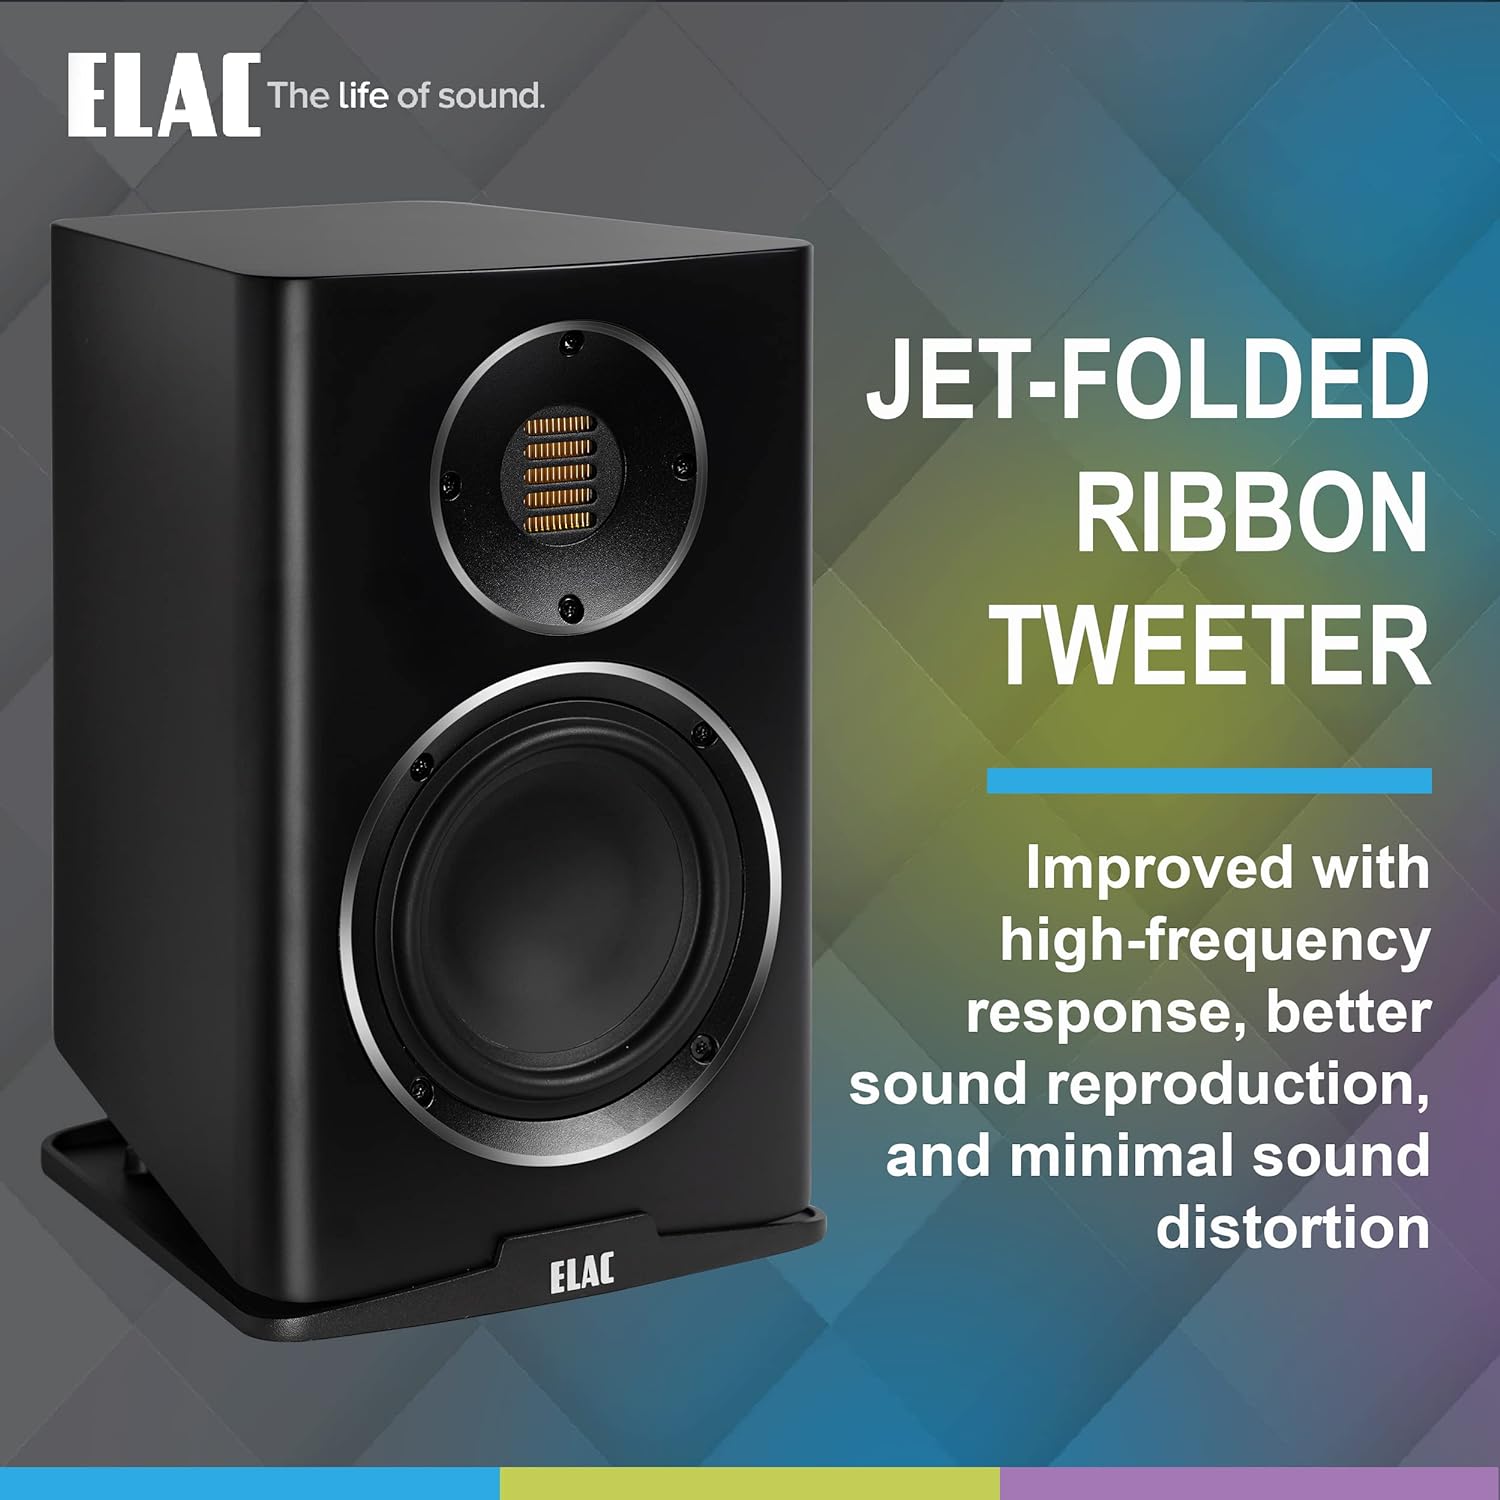 ELAC The life of sound.
JET-FOLDED
RIBBON
TWEETER
Improved with
high-frequency
response, better
sound reproduction,
and minimal sound
distortion
ELAC